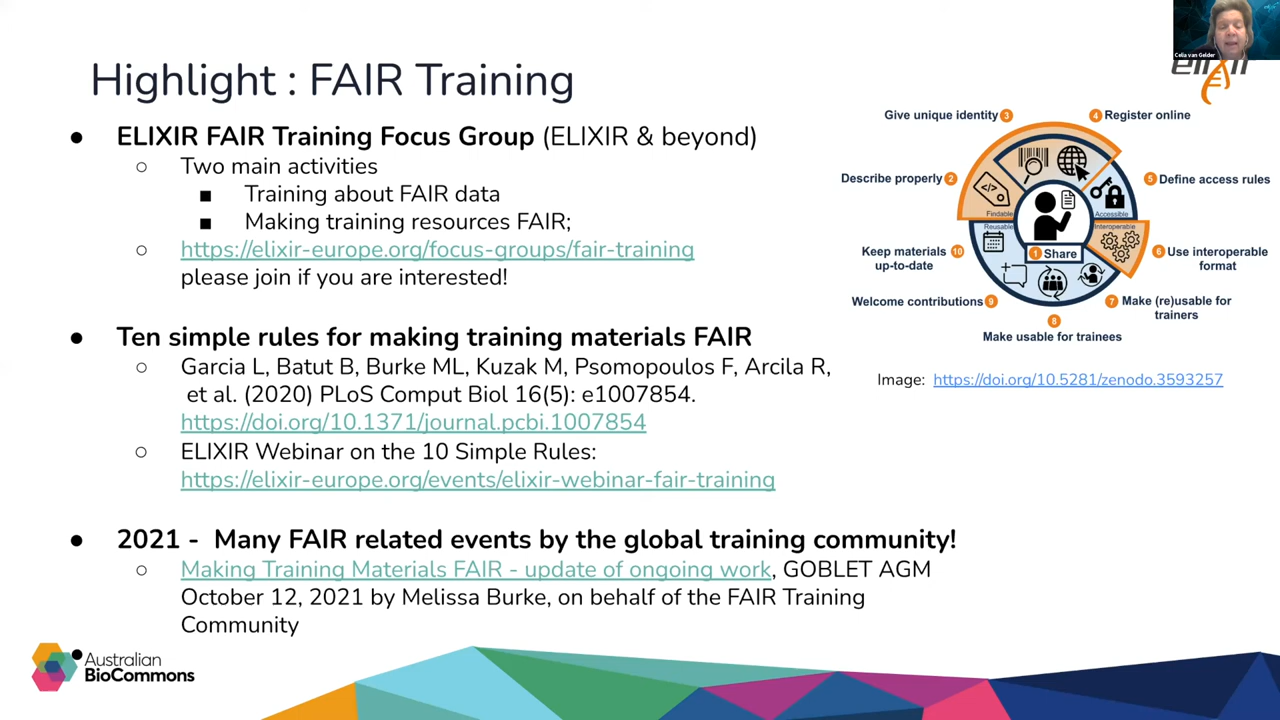 Celia van Gelder
elixir
Highlight : FAIR Training
● ELIXIR FAIR Training Focus Group (ELIXIR & beyond)
○ Two main activities
■ Training about FAIR data
■ Making training resources FAIR;
○ https://elixir-europe.org/focus-groups/fair-training
please join if you are interested!
● Ten simple rules for making training materials FAIR
○ Garcia L, Batut B, Burke ML, Kuzak M, Psomopoulos F, Arcila R,
et al. (2020) PLoS Comput Biol 16(5): e1007854.
https://doi.org/10.1371/journal.pcbi.1007854
○ ELIXIR Webinar on the 10 Simple Rules:
https://elixir-europe.org/events/elixir-webinar-fair-training
● 2021 - Many FAIR related events by the global training community!
○ Making Training Materials FAIR - update of ongoing work, GOBLET AGM
October 12, 2021 by Melissa Burke, on behalf of the FAIR Training
Community
Give unique identity 3
4 Register online
Describe properly 2
5 Define access rules
Findable
Accessible
Reusable
Interoperable
Keep materials
up-to-date 10
1 Share
6 Use interoperable
format
Welcome contributions 9
7 Make (re)usable for
trainers
8
Make usable for trainees
Image: https://doi.org/10.5281/zenodo.3593257
Australian
BioCommons